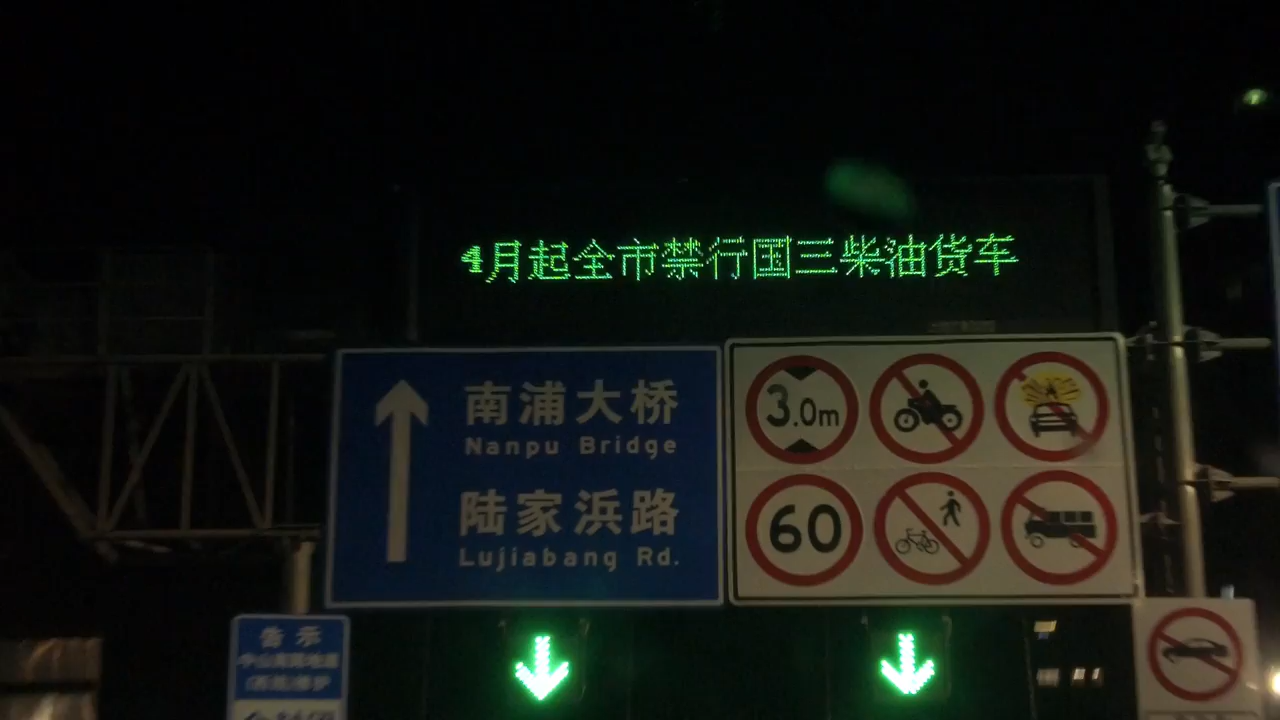 4月起全市禁行国三柴油货车
南浦大桥
Nanpu Bridge
陆家浜路
Lujiabang Rd.
3.0m
60
告示